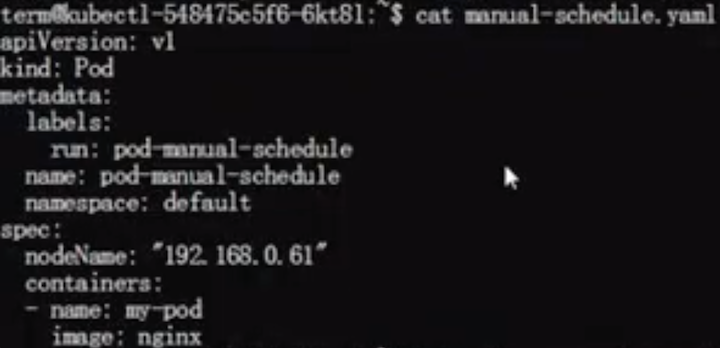 term@kubectl-548475c5f6-6kt8l:~$ cat manual-schedule.yaml
apiVersion: v1
kind: Pod
metadata:
  labels:
    run: pod-manual-schedule
  name: pod-manual-schedule
  namespace: default
spec:
  nodeName: "192.168.0.61"
  containers:
  - name: my-pod
    image: nginx